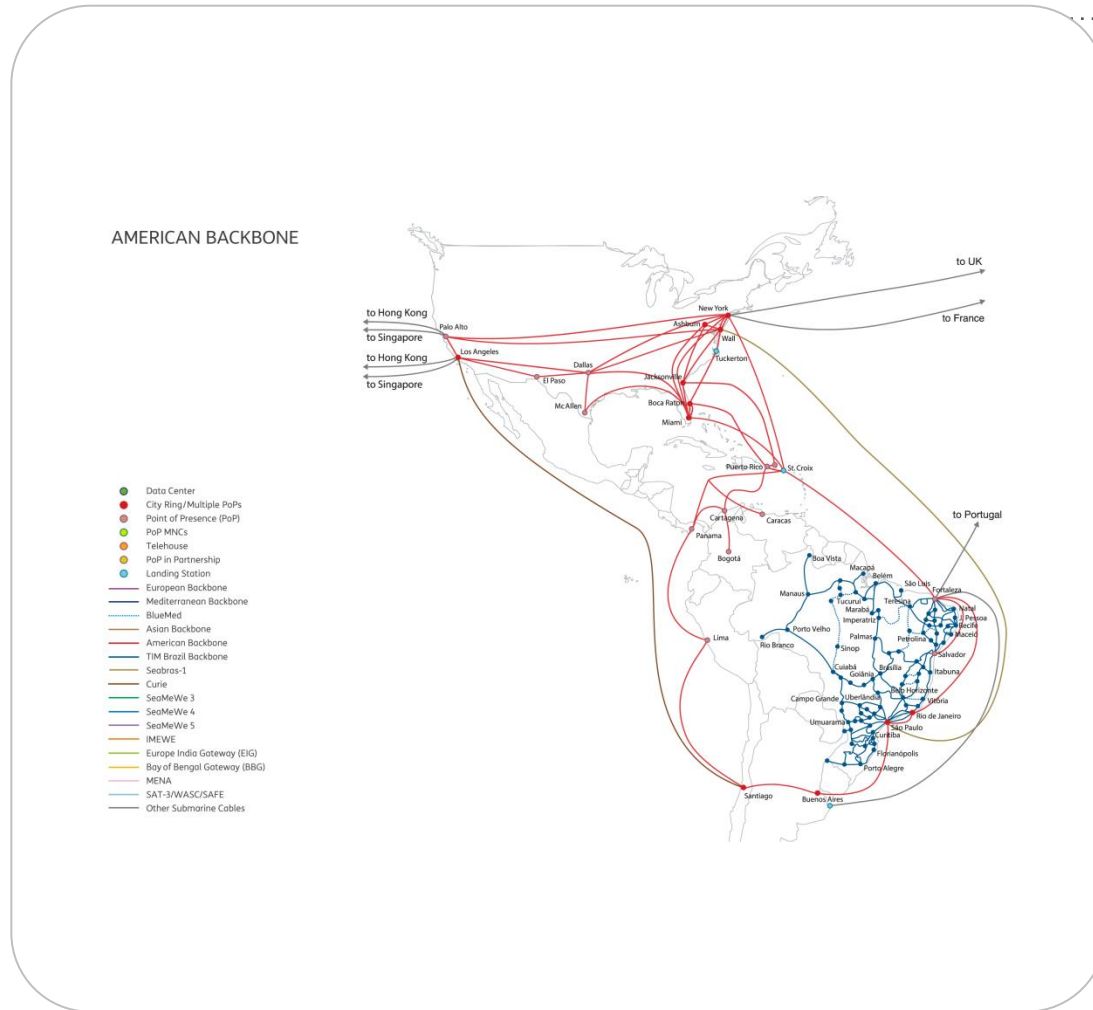 AMERICAN BACKBONE
to UK
to France
to Hong Kong
to Singapore
to Hong Kong
to Singapore
Palo Alto
Los Angeles
New York
Ashburn
Wall
Tuckerton
Dallas
El Paso
McAllen
Jacksonville
Boca Raton
Miami
Puerto Rico
St. Croix
Cartagena
Caracas
Panama
Bogotá
to Portugal
Boa Vista
Macapá
Belém
São Luis
Fortaleza
Manaus
Tucuruí
Teresina
Natal
Marabá
J. Pessoa
Imperatriz
Recife
Porto Velho
Palmas
Petrolina
Maceió
Lima
Rio Branco
Sinop
Salvador
Cuiabá
Brasília
Itabuna
Goiânia
Belo Horizonte
Campo Grande
Uberlândia
Vitória
Rio de Janeiro
Umuarama
São Paulo
Curitiba
Florianópolis
Porto Alegre
Santiago
Buenos Aires
Data Center
City Ring/Multiple PoPs
Point of Presence (PoP)
PoP MNCs
Telehouse
PoP in Partnership
Landing Station
European Backbone
Mediterranean Backbone
BlueMed
Asian Backbone
American Backbone
TIM Brazil Backbone
Seabras-1
Curie
SeaMeWe 3
SeaMeWe 4
SeaMeWe 5
IMEWE
Europe India Gateway (EIG)
Bay of Bengal Gateway (BBG)
MENA
SAT-3/WASC/SAFE
Other Submarine Cables